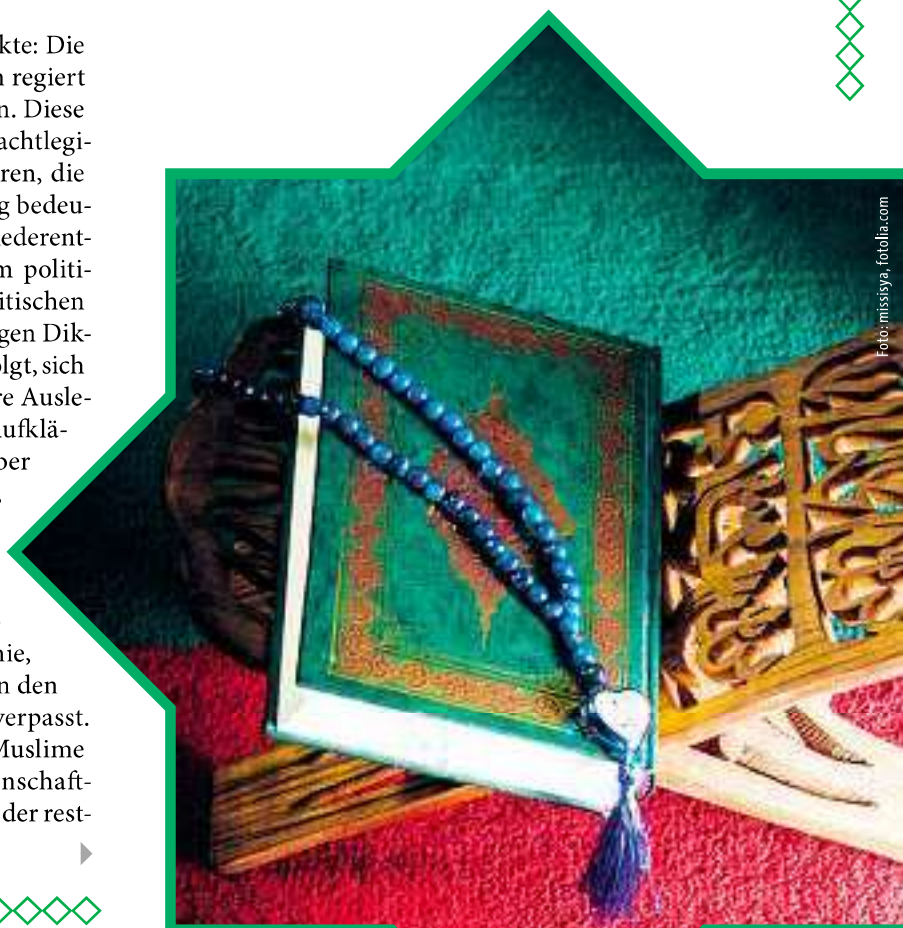 kte: Die
n regiert
n. Diese
achtlegi-
ren, die
g bedeu-
ederent-
m politi-
itischen
gen Dik-
olgt, sich
re Ausle-
ufklä-
ber
nie,
n den
verpasst.
Muslime
nschaft-
der rest-
Foto: missisya, fotolia.com